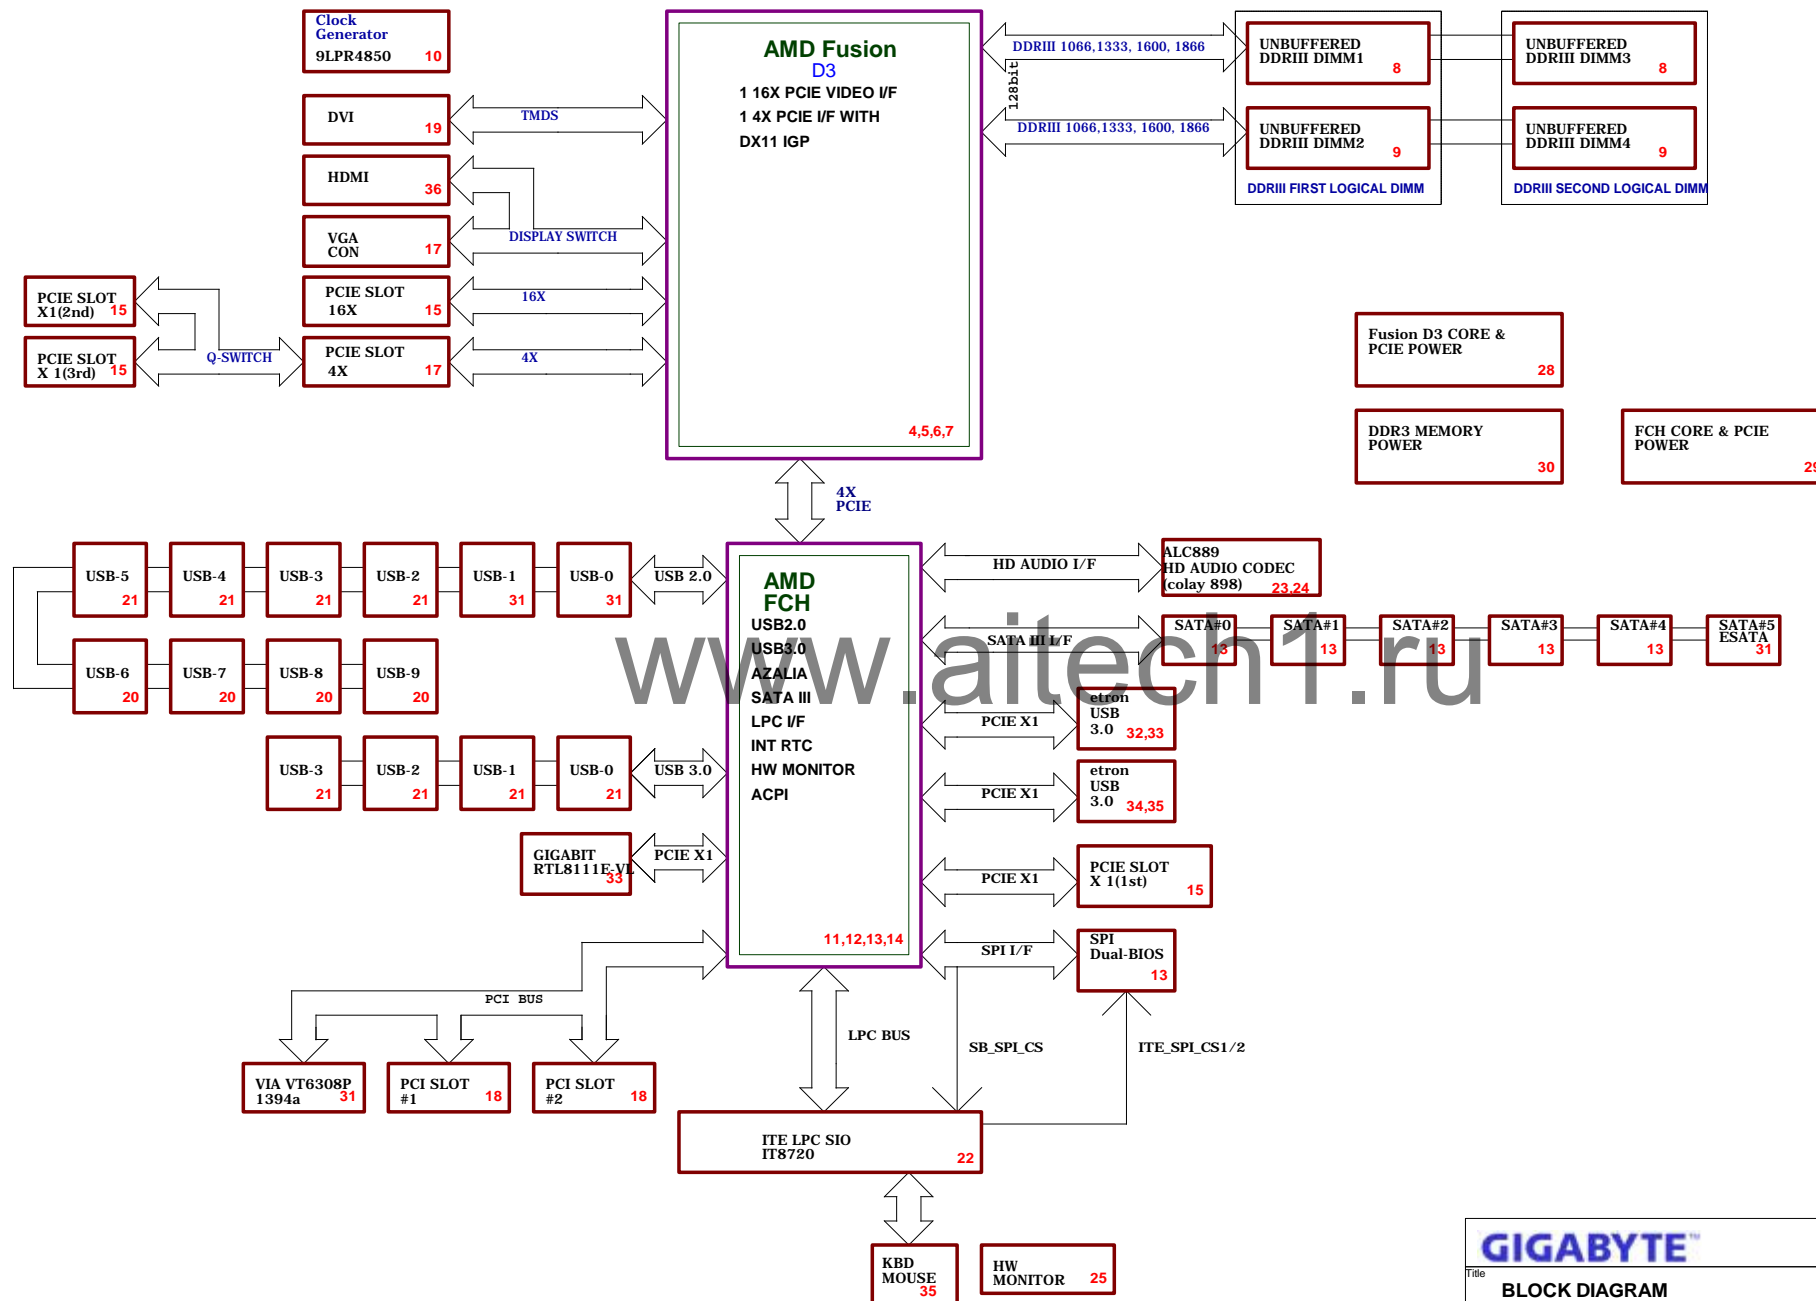 Clock
Generator
9LPR4850 10
DVI 19
TMDS
HDMI 36
VGA
CON 17
DISPLAY SWITCH
PCIE SLOT
16X 15
16X
PCIE SLOT
X1(2nd) 15
PCIE SLOT
X 1(3rd) 15
Q-SWITCH
PCIE SLOT
4X 17
4X
AMD Fusion
D3
1 16X PCIE VIDEO I/F
1 4X PCIE I/F WITH
DX11 IGP
4,5,6,7
DDRIII 1066,1333, 1600, 1866
128bit
DDRIII 1066,1333, 1600, 1866
UNBUFFERED
DDRIII DIMM1
8
UNBUFFERED
DDRIII DIMM3
8
UNBUFFERED
DDRIII DIMM2
9
UNBUFFERED
DDRIII DIMM4
9
DDRIII FIRST LOGICAL DIMM
DDRIII SECOND LOGICAL DIMM
Fusion D3 CORE &
PCIE POWER
28
DDR3 MEMORY
POWER
30
FCH CORE & PCIE
POWER
29
4X
PCIE
USB-5
21
USB-4
21
USB-3
21
USB-2
21
USB-1
31
USB-0
31
USB 2.0
USB-6
20
USB-7
20
USB-8
20
USB-9
20
USB-3
21
USB-2
21
USB-1
21
USB-0
21
USB 3.0
GIGABIT
RTL8111E-VL
33
PCIE X1
AMD
FCH
USB2.0
USB3.0
AZALIA
SATA III
LPC I/F
INT RTC
HW MONITOR
ACPI
11,12,13,14
HD AUDIO I/F
ALC889
HD AUDIO CODEC
(colay 898)
23,24
SATA III I/F
SATA#0
13
SATA#1
13
SATA#2
13
SATA#3
13
SATA#4
13
SATA#5
ESATA
31
www.aitech1.ru
PCIE X1
etron
USB
3.0 32,33
PCIE X1
etron
USB
3.0 34,35
PCIE X1
PCIE SLOT
X 1(1st) 15
SPI I/F
SPI
Dual-BIOS
13
PCI BUS
LPC BUS
SB_SPI_CS
ITE_SPI_CS1/2
VIA VT6308P
1394a 31
PCI SLOT
#1 18
PCI SLOT
#2 18
ITE LPC SIO
IT8720 22
KBD
MOUSE
35
HW
MONITOR 25
GIGABYTE™
Title
BLOCK DIAGRAM